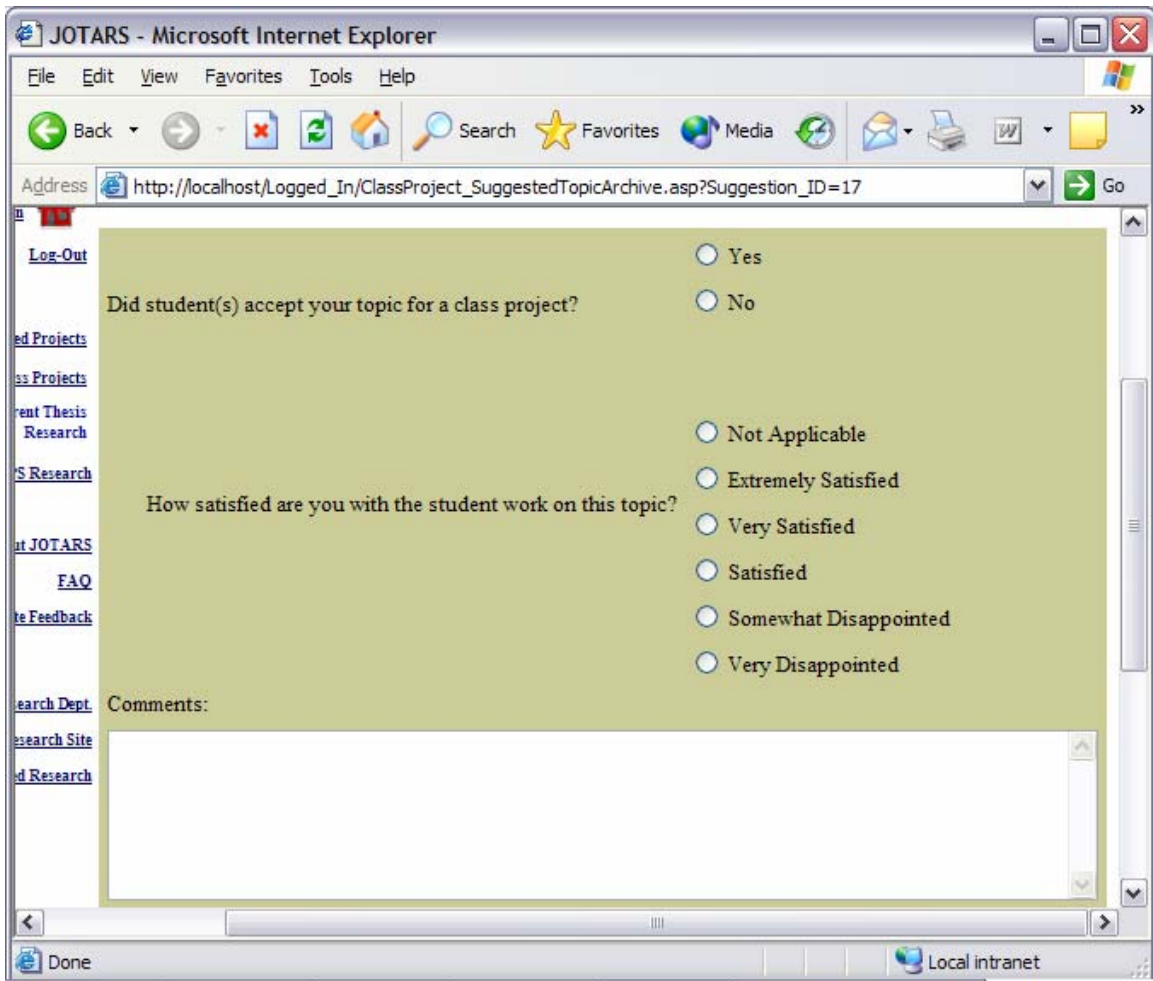 JOTARS - Microsoft Internet Explorer
File Edit View Favorites Tools Help
Back Search Favorites Media »
Address http://localhost/Logged_In/ClassProject_SuggestedTopicArchive.asp?Suggestion_ID=17 Go
n
Log-Out
Yes
Did student(s) accept your topic for a class project?
No
ed Projects
ss Projects
rent Thesis
Research
Not Applicable
S Research
Extremely Satisfied
How satisfied are you with the student work on this topic?
Very Satisfied
ut JOTARS
Satisfied
FAQ
te Feedback
Somewhat Disappointed
Very Disappointed
earch Dept.
Comments:
esearch Site
ed Research
Done Local intranet